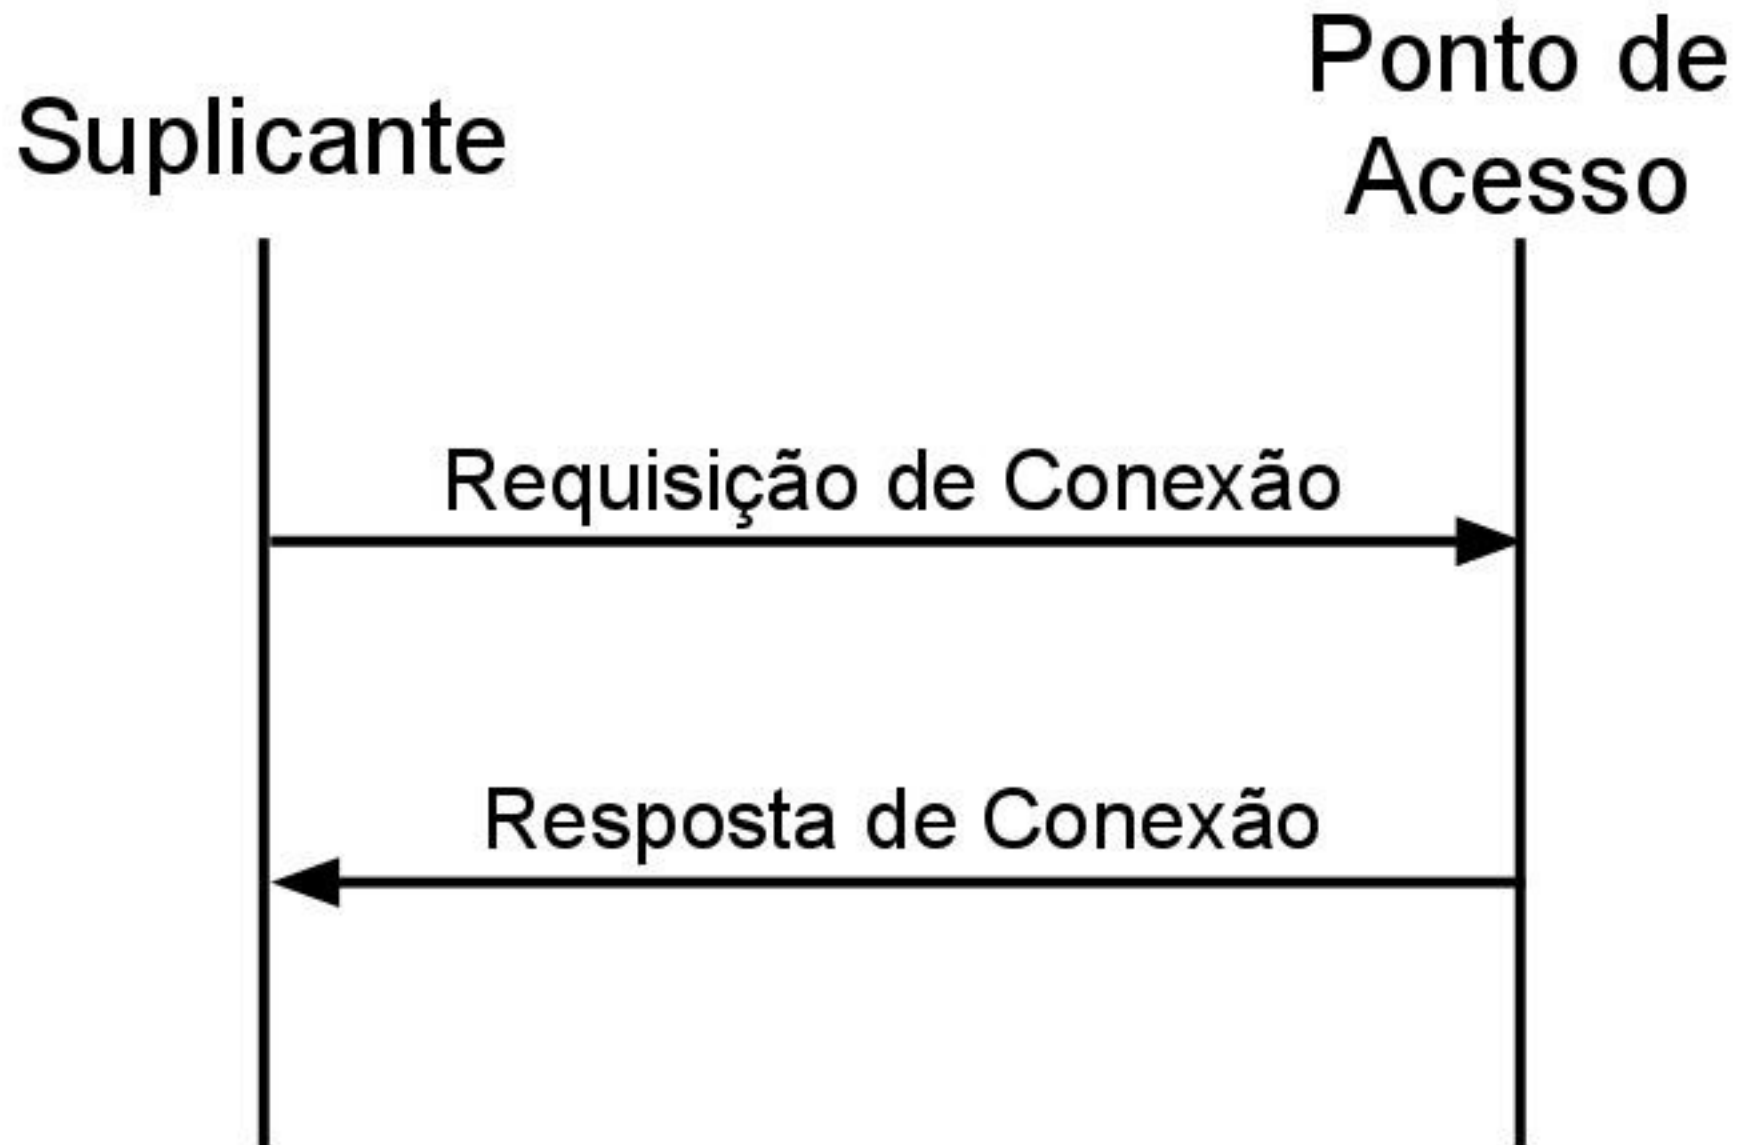 Suplicante
Ponto de
Acesso
Requisição de Conexão
Resposta de Conexão